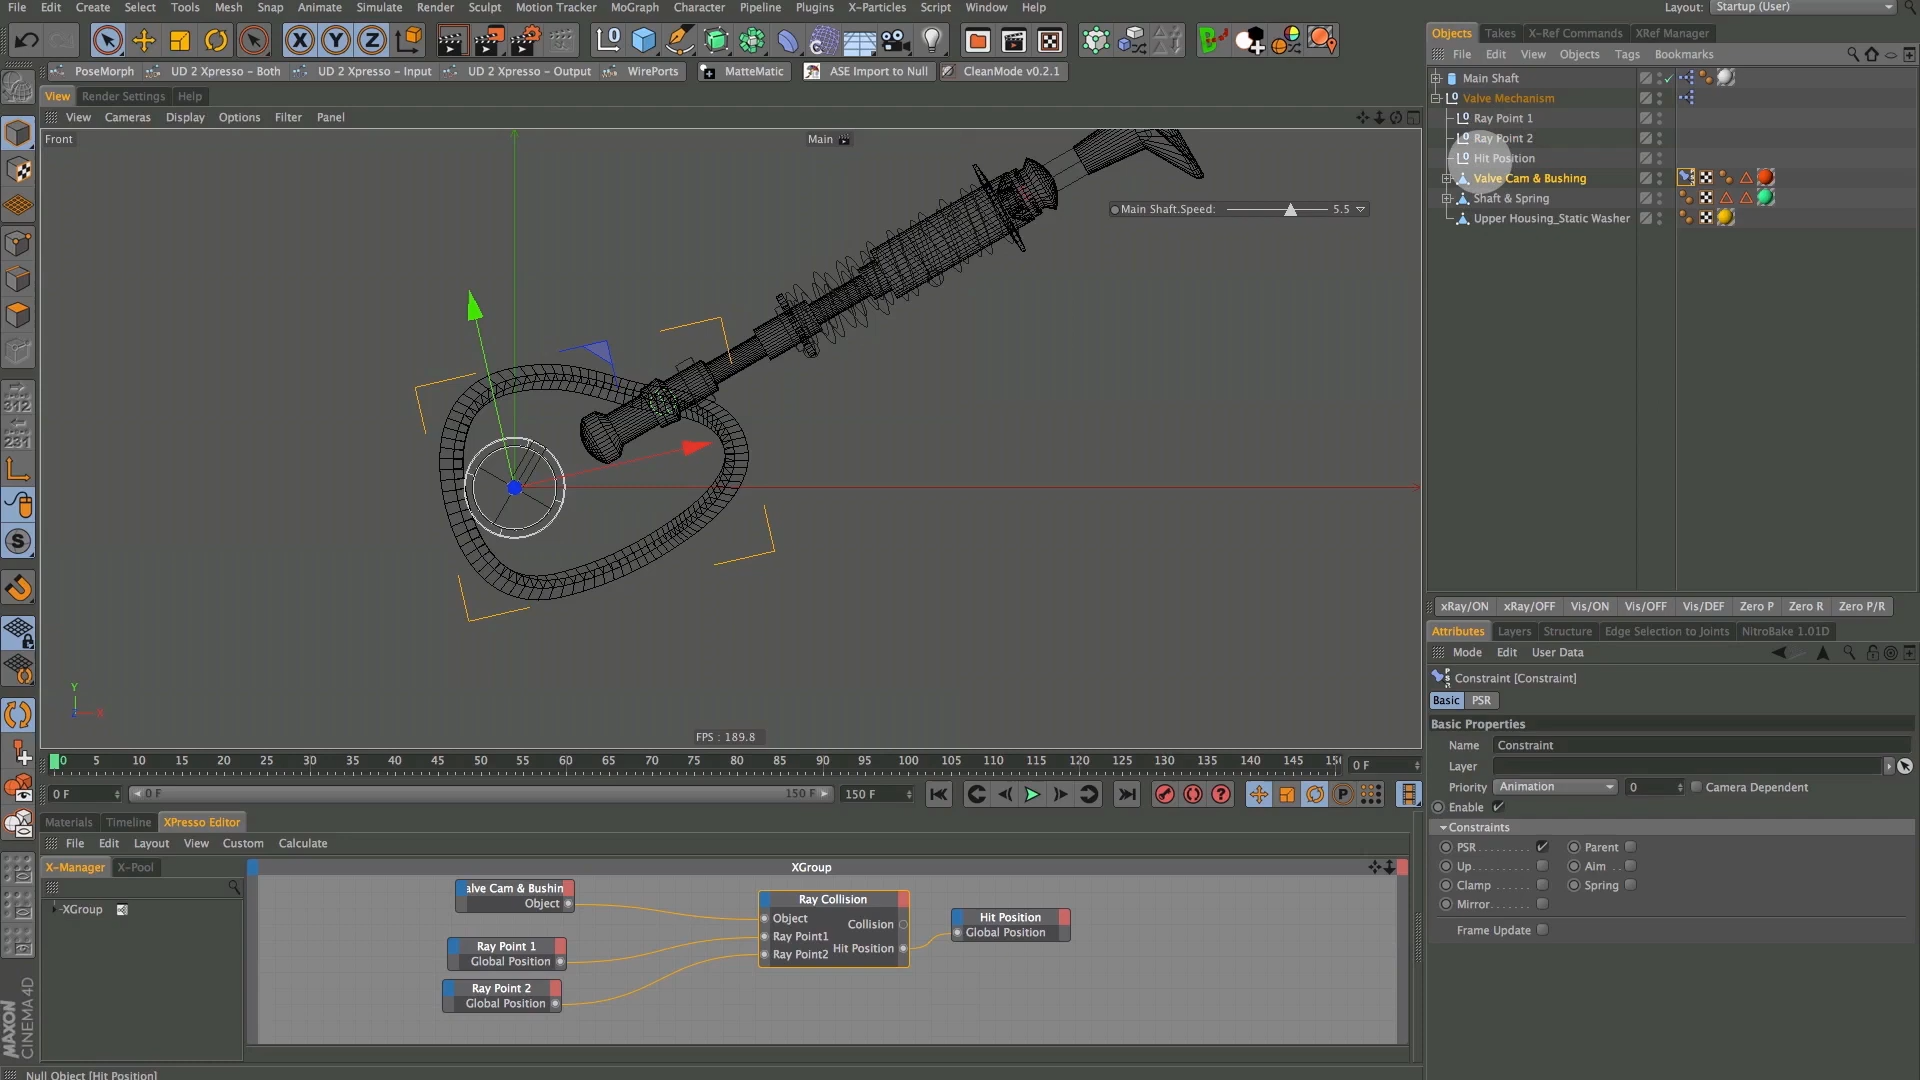 File Edit Create Select Tools Mesh Snap Animate Simulate Render Sculpt Motion Tracker MoGraph Character Pipeline Plugins X-Particles Script Window Help
Layout: Startup (User)
X Y Z
PoseMorph UD 2 Xpresso - Both UD 2 Xpresso - Input UD 2 Xpresso - Output WirePorts MatteMatic ASE Import to Null CleanMode v0.2.1
View Render Settings Help
View Cameras Display Options Filter Panel
Front
Main
Main Shaft.Speed: 5.5
Y
X
FPS : 189.8
312
231
S
0 5 10 15 20 25 30 35 40 45 50 55 60 65 70 75 80 85 90 95 100 105 110 115 120 125 130 135 140 145
0 F
0 F 0 F 150 F 150 F
Materials Timeline XPresso Editor
File Edit Layout View Custom Calculate
X-Manager X-Pool
XGroup
XGroup
alve Cam & Bushin
Object
Ray Point 1
Global Position
Ray Point 2
Global Position
Ray Collision
Object
Collision
Ray Point1
Hit Position
Ray Point2
Hit Position
Global Position
MAXON
CINEMA 4D
Null Object [Hit Position]
Objects Takes X-Ref Commands XRef Manager
File Edit View Objects Tags Bookmarks
Main Shaft
Valve Mechanism
Ray Point 1
Ray Point 2
Hit Position
Valve Cam & Bushing
Shaft & Spring
Upper Housing_Static Washer
xRay/ON xRay/OFF Vis/ON Vis/OFF Vis/DEF Zero P Zero R Zero P/R
Attributes Layers Structure Edge Selection to Joints NitroBake 1.01D
Mode Edit User Data
Constraint [Constraint]
Basic PSR
Basic Properties
Name Constraint
Layer
Priority Animation 0 Camera Dependent
Enable
Constraints
PSR Parent
Up Aim
Clamp Spring
Mirror
Frame Update